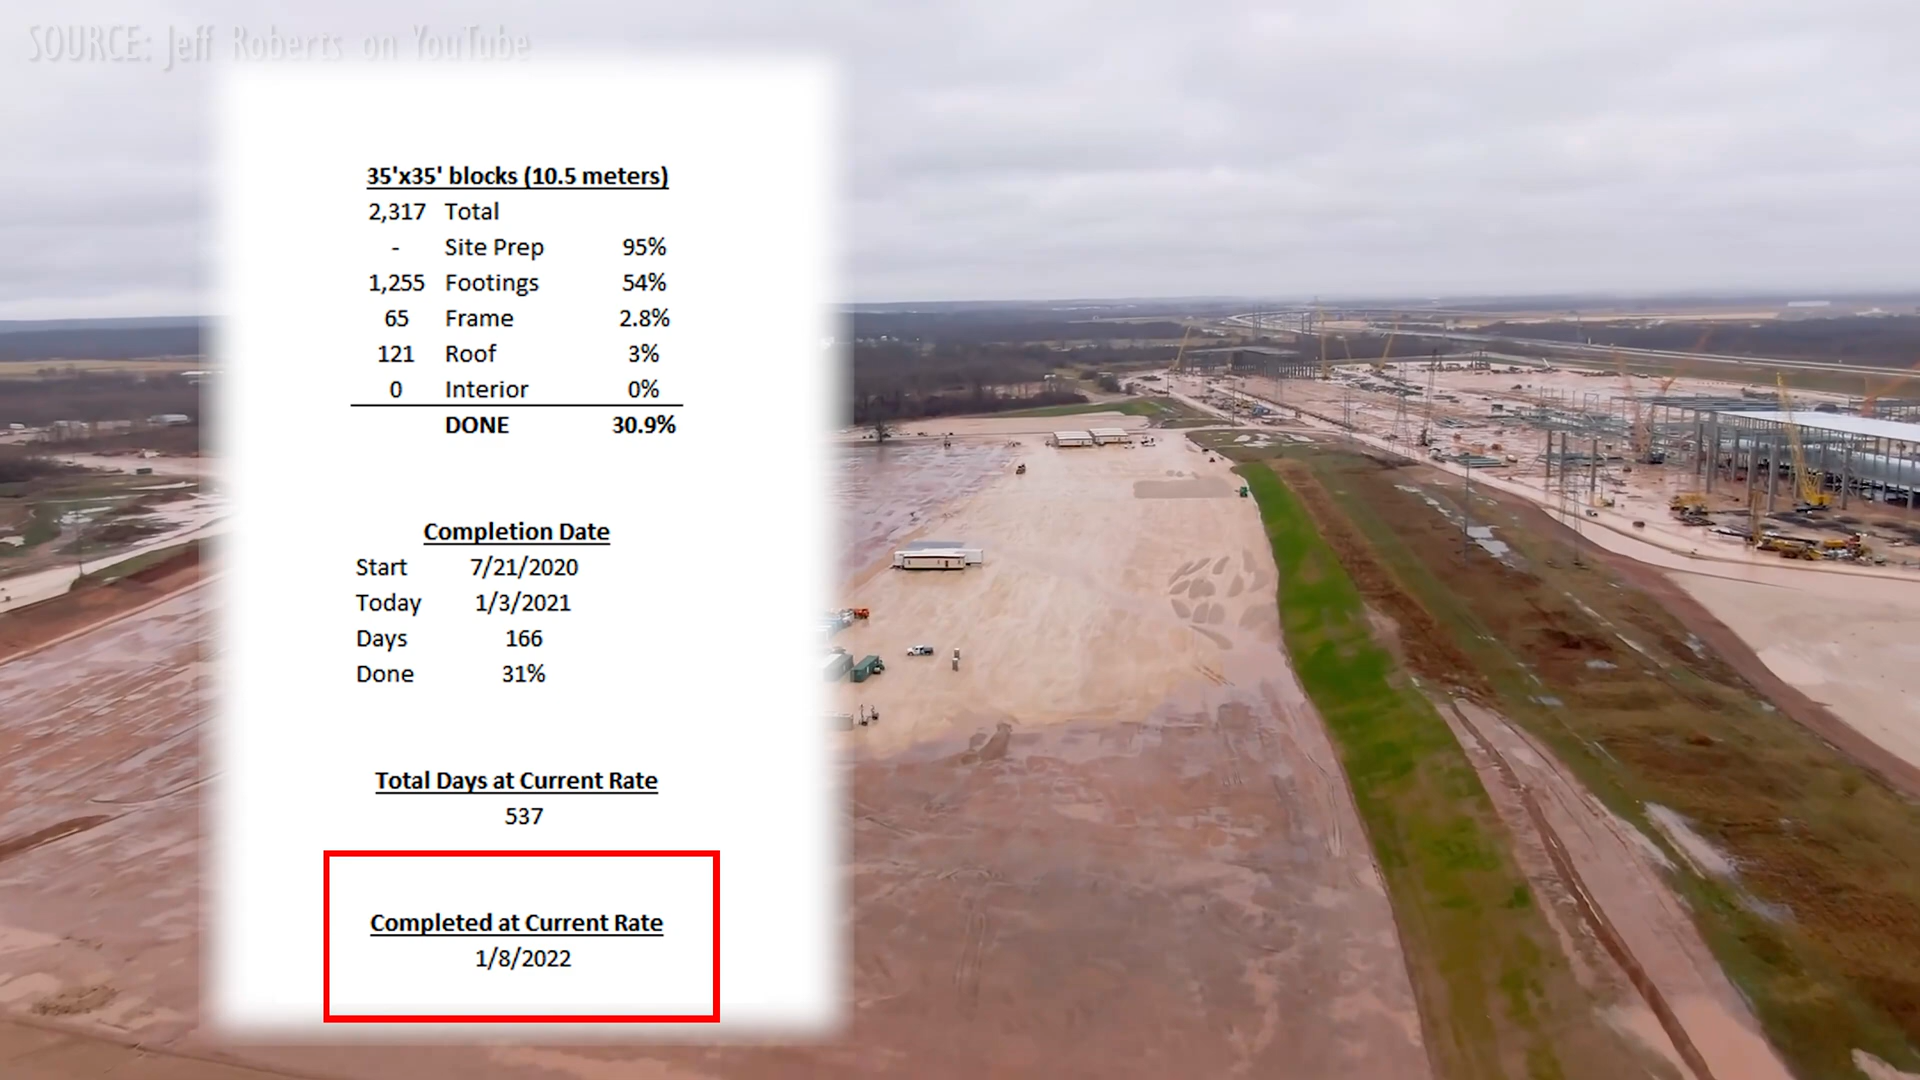 SOURCE: Jeff Roberts on YouTube
35'x35' blocks (10.5 meters)
2,317 Total
- Site Prep 95%
1,255 Footings 54%
65 Frame 2.8%
121 Roof 3%
0 Interior 0%
DONE 30.9%
Completion Date
Start 7/21/2020
Today 1/3/2021
Days 166
Done 31%
Total Days at Current Rate
537
Completed at Current Rate
1/8/2022